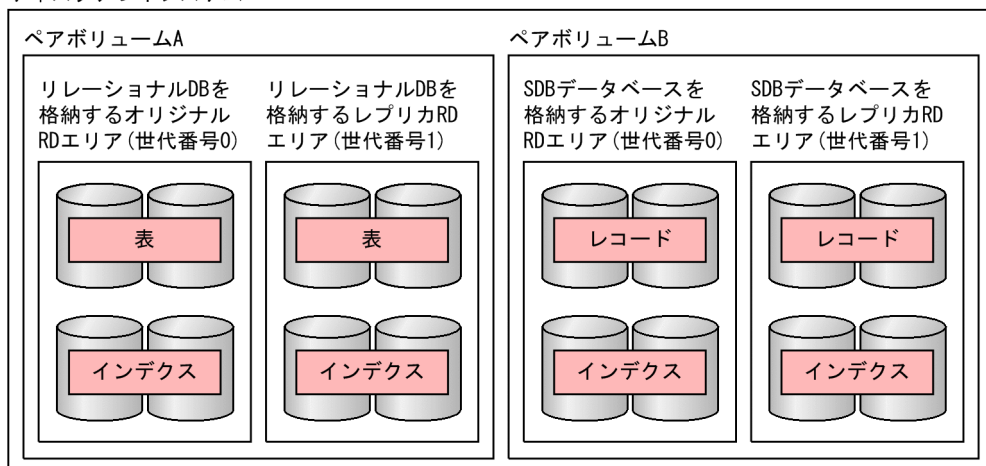 ペアボリュームA
リレーショナルDBを
格納するオリジナル
RDエリア(世代番号0)
リレーショナルDBを
格納するレプリカRD
エリア(世代番号1)
表
表
インデクス
インデクス
ペアボリュームB
SDBデータベースを
格納するオリジナル
RDエリア(世代番号0)
SDBデータベースを
格納するレプリカRD
エリア(世代番号1)
レコード
レコード
インデクス
インデクス